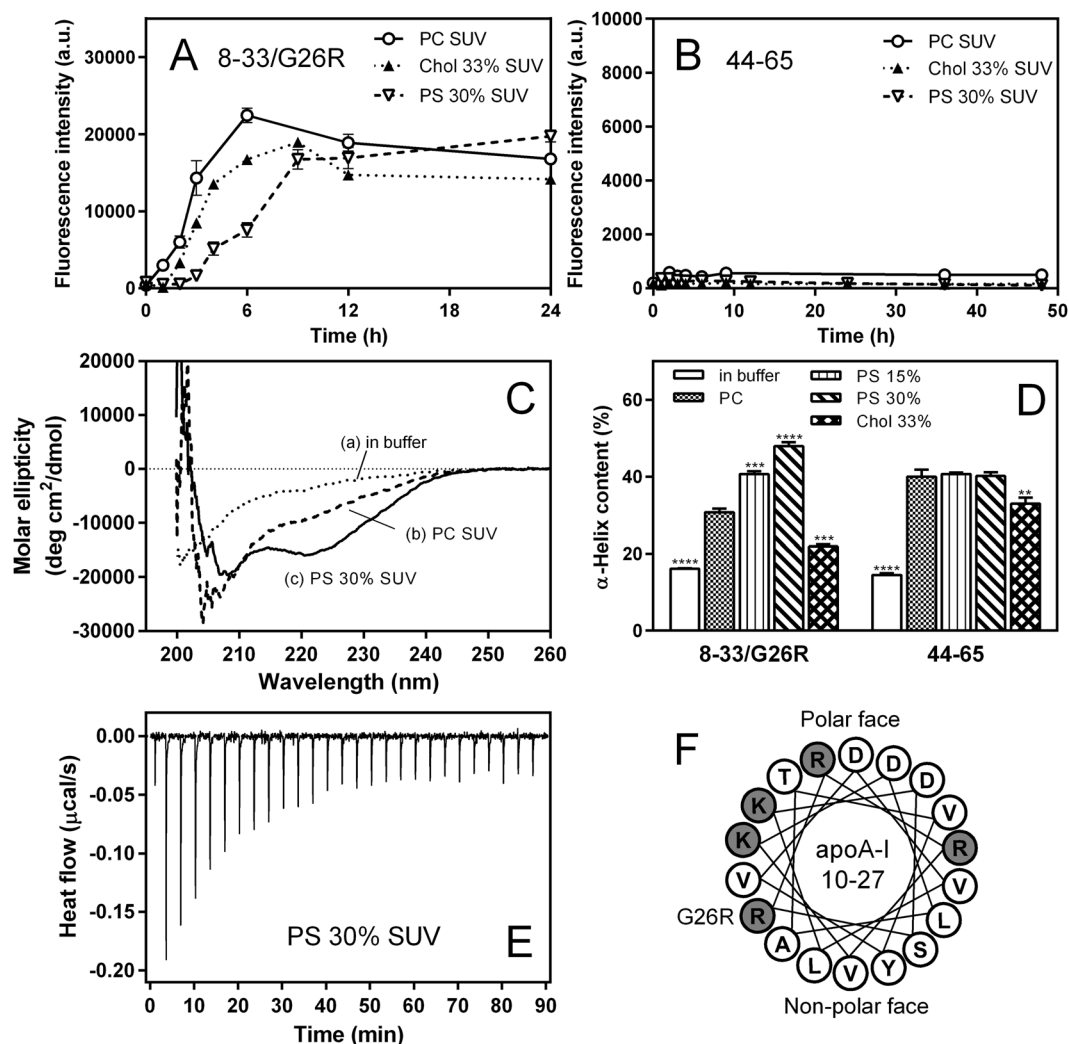 A
8-33/G26R
PC SUV
Chol 33% SUV
PS 30% SUV
Fluorescence intensity (a.u.)
30000
20000
10000
0
0 6 12 18 24
Time (h)
B
44-65
PC SUV
Chol 33% SUV
PS 30% SUV
Fluorescence intensity (a.u.)
10000
8000
6000
4000
2000
0
0 10 20 30 40 50
Time (h)
C
Molar ellipticity
(deg cm²/dmol)
20000
10000
0
-10000
-20000
-30000
(a) in buffer
(b) PC SUV
(c) PS 30% SUV
200 210 220 230 240 250 260
Wavelength (nm)
D
in buffer
PC
PS 15%
PS 30%
Chol 33%
α-Helix content (%)
60
40
20
0
**** *** **** ***
**** **
8-33/G26R 44-65
E
Heat flow (µcal/s)
0.00
-0.05
-0.10
-0.15
-0.20
PS 30% SUV
0 10 20 30 40 50 60 70 80 90
Time (min)
F
Polar face
R D D D V R V L S Y V L A R V K K T
apoA-I
10-27
G26R
Non-polar face